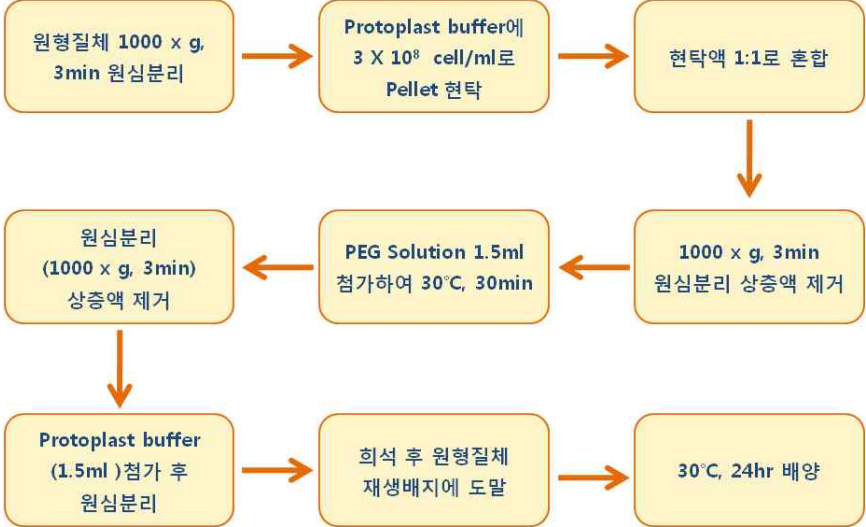 원형질체 1000 x g,
3min 원심분리
Protoplast buffer에
3 X 10⁸ cell/ml로
Pellet 현탁
현탁액 1:1로 혼합
1000 x g, 3min
원심분리 상층액 제거
PEG Solution 1.5ml
첨가하여 30℃, 30min
원심분리
(1000 x g, 3min)
상층액 제거
Protoplast buffer
(1.5ml )첨가 후
원심분리
희석 후 원형질체
재생배지에 도말
30℃, 24hr 배양